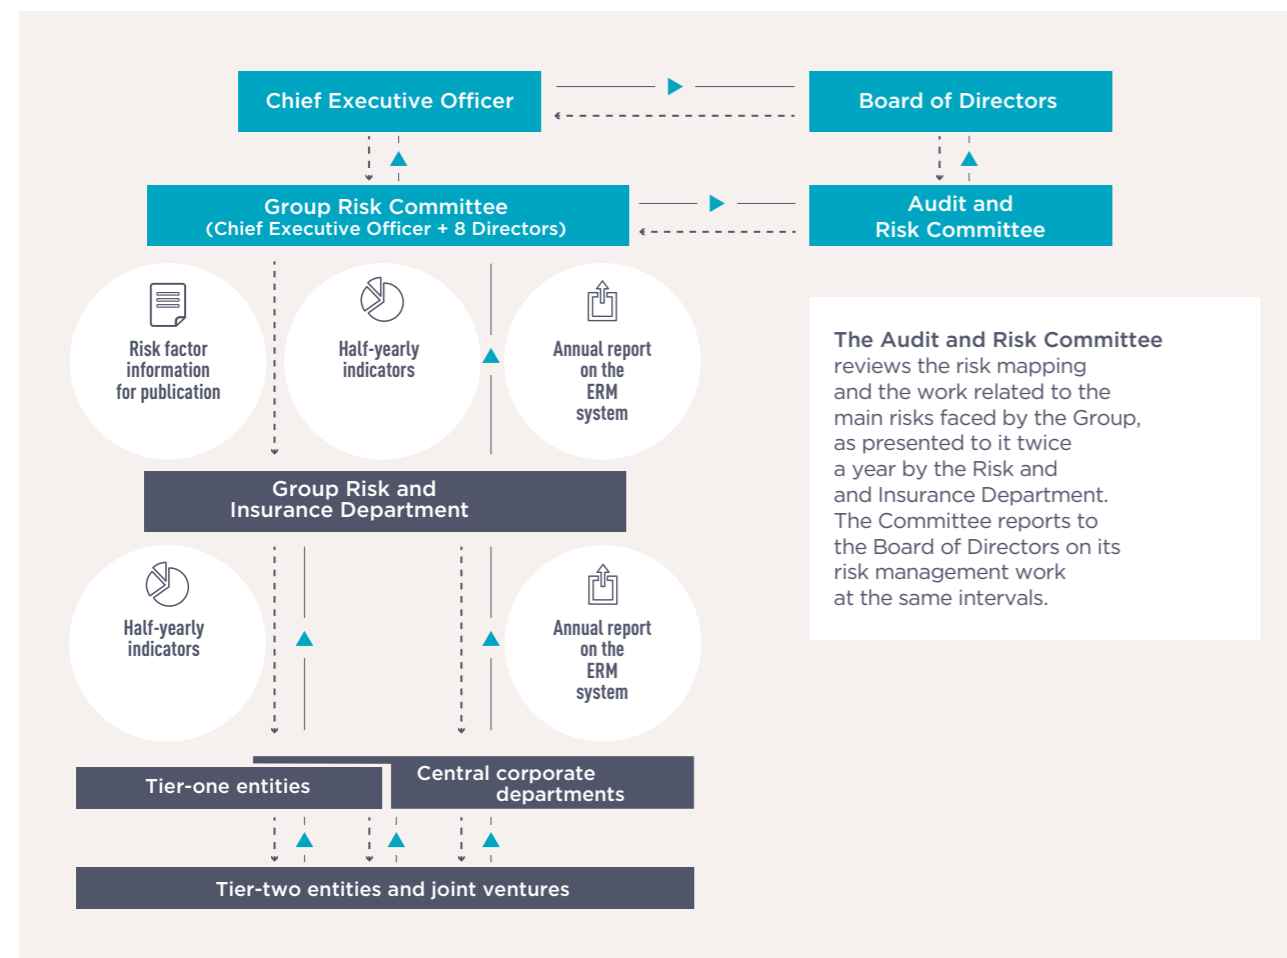 Chief Executive Officer
Board of Directors
Group Risk Committee
(Chief Executive Officer + 8 Directors)
Audit and
Risk Committee
Risk factor
information
for publication
Half-yearly
indicators
Annual report
on the
ERM
system
The Audit and Risk Committee
reviews the risk mapping
and the work related to the
main risks faced by the Group,
as presented to it twice
a year by the Risk and
and Insurance Department.
The Committee reports to
the Board of Directors on its
risk management work
at the same intervals.
Group Risk and
Insurance Department
Half-yearly
indicators
Annual report
on the
ERM
system
Tier-one entities
Central corporate
departments
Tier-two entities and joint ventures